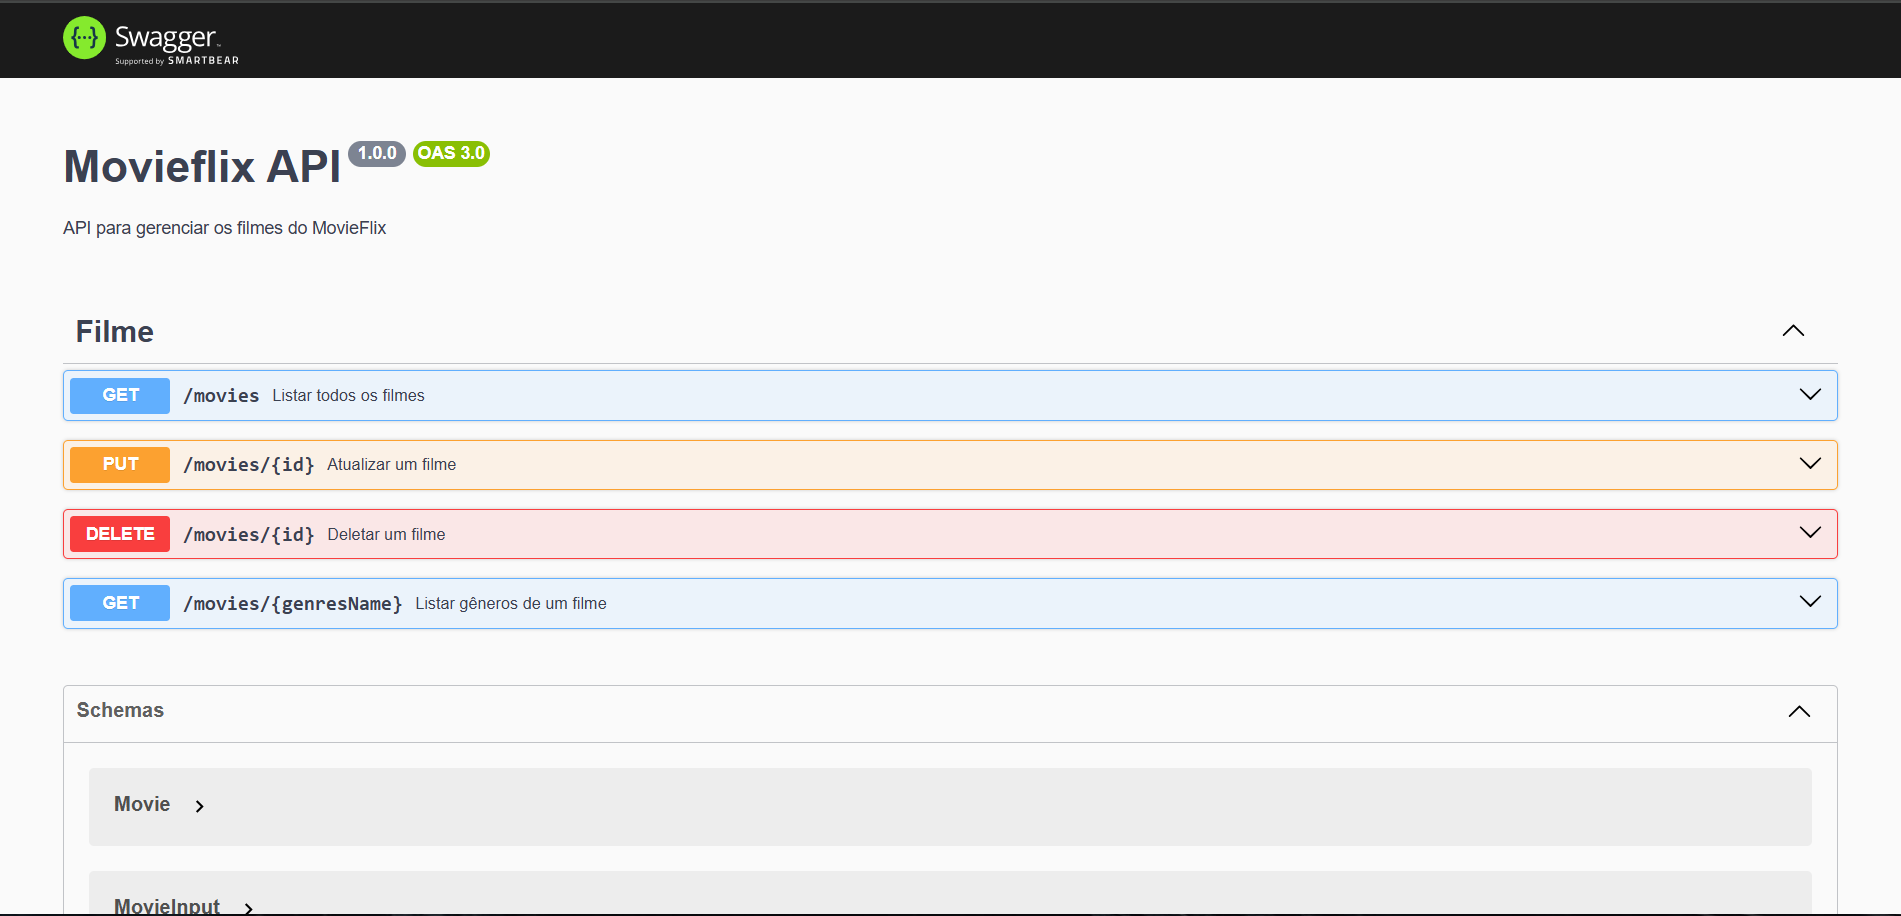 {···} Swagger™
Supported by SMARTBEAR
Movieflix API 1.0.0 OAS 3.0
API para gerenciar os filmes do MovieFlix
Filme
GET /movies Listar todos os filmes
PUT /movies/{id} Atualizar um filme
DELETE /movies/{id} Deletar um filme
GET /movies/{genresName} Listar gêneros de um filme
Schemas
Movie
MovieInput